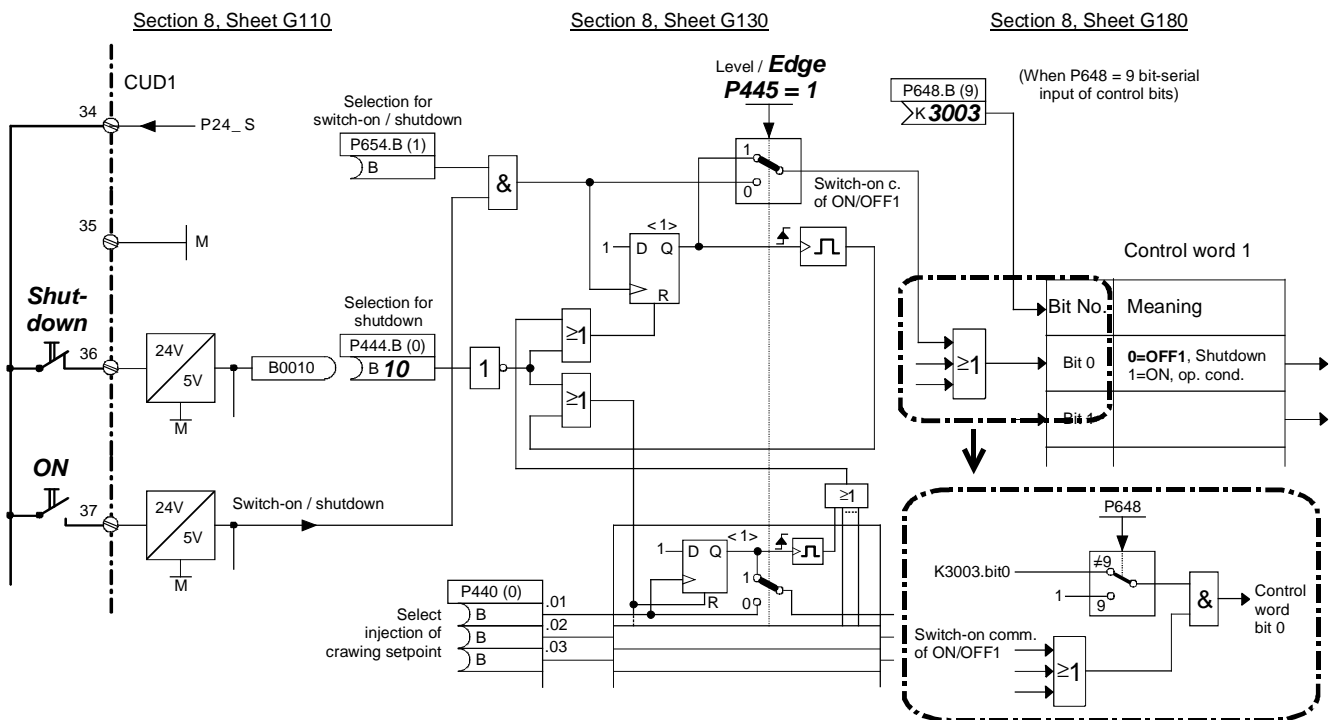 Section 8, Sheet G110
Section 8, Sheet G130
Section 8, Sheet G180
CUD1
34
P24_S
35
M
Shut-
down
36
24V
5V
M
B0010
ON
37
24V
5V
M
Switch-on / shutdown
Selection for
switch-on / shutdown
P654.B (1)
B
&
Selection for
shutdown
P444.B (0)
B 10
1
Level / Edge
P445 = 1
1
0
Switch-on c.
of ON/OFF1
<1>
1
D Q
R
≥1
≥1
≥1
<1>
1
D Q
R
1
0
P440 (0)
B
B
B
.01
.02
.03
Select
injection of
crawing setpoint
P648.B (9)
K 3003
(When P648 = 9 bit-serial
input of control bits)
Control word 1
Bit No.
Meaning
≥1
Bit 0
0=OFF1, Shutdown
1=ON, op. cond.
Bit 1
P648
K3003.bit0
≠9
1
9
&
Control
word
bit 0
Switch-on comm.
of ON/OFF1
≥1